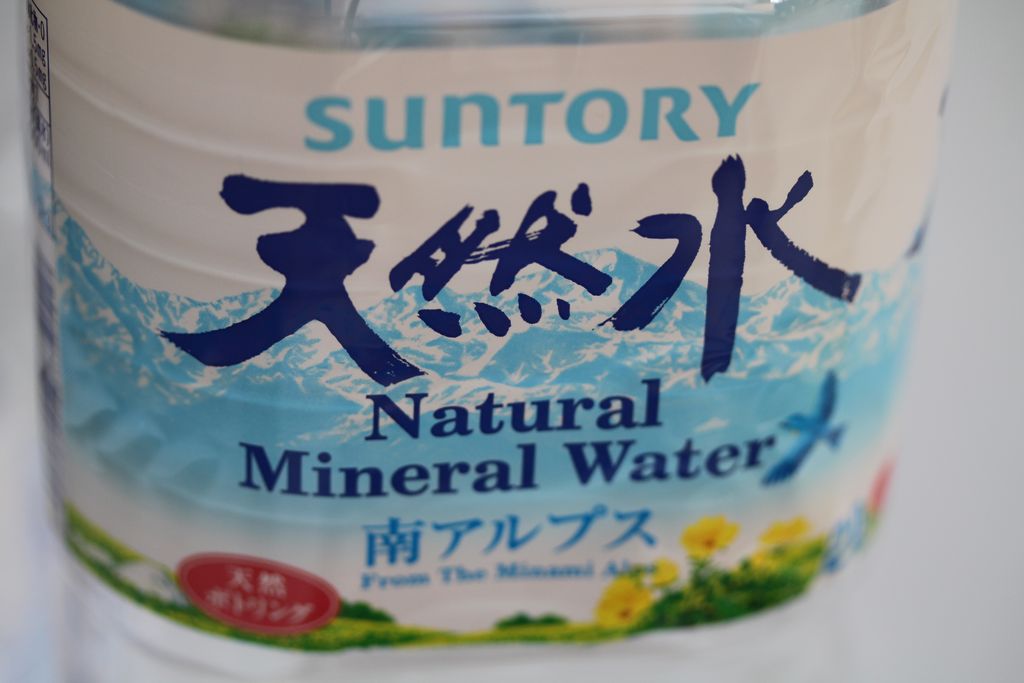 SUNTORY
天然水
Natural
Mineral Water
南アルプス
From The Minami Alps
天然
ボトリング